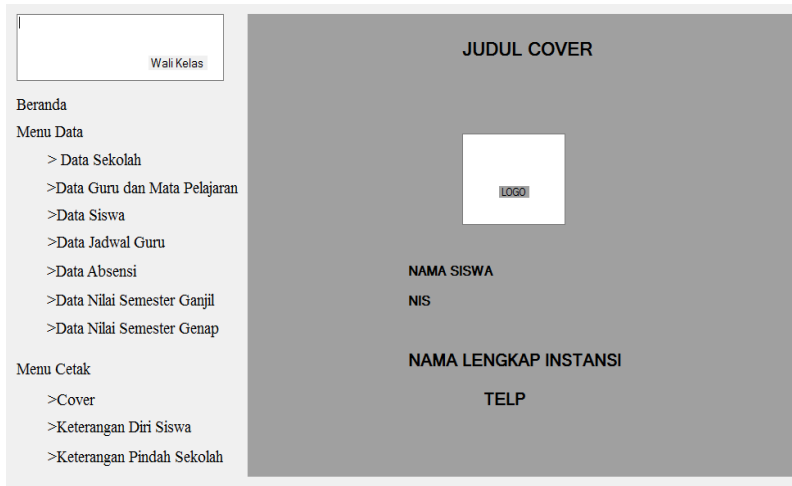 Wali Kelas
Beranda
Menu Data
> Data Sekolah
>Data Guru dan Mata Pelajaran
>Data Siswa
>Data Jadwal Guru
>Data Absensi
>Data Nilai Semester Ganjil
>Data Nilai Semester Genap
Menu Cetak
>Cover
>Keterangan Diri Siswa
>Keterangan Pindah Sekolah
JUDUL COVER
LOGO
NAMA SISWA
NIS
NAMA LENGKAP INSTANSI
TELP